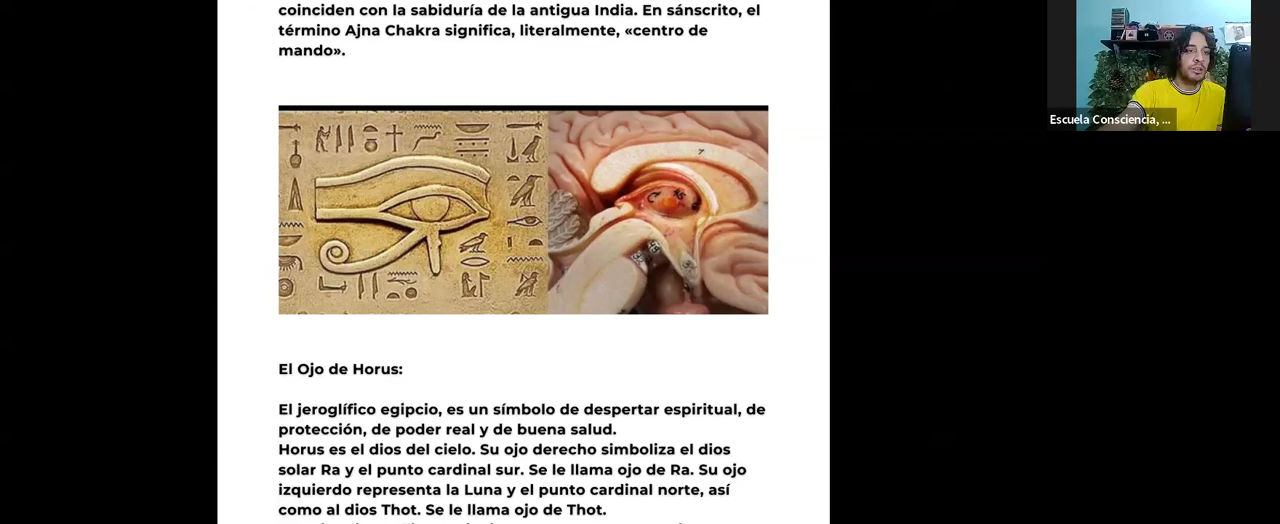 coinciden con la sabiduría de la antigua India. En sánscrito, el
término Ajna Chakra significa, literalmente, «centro de
mando».
Escuela Consciencia, ...
El Ojo de Horus:
El jeroglífico egipcio, es un símbolo de despertar espiritual, de
protección, de poder real y de buena salud.
Horus es el dios del cielo. Su ojo derecho simboliza el dios
solar Ra y el punto cardinal sur. Se le llama ojo de Ra. Su ojo
izquierdo representa la Luna y el punto cardinal norte, así
como al dios Thot. Se le llama ojo de Thot.